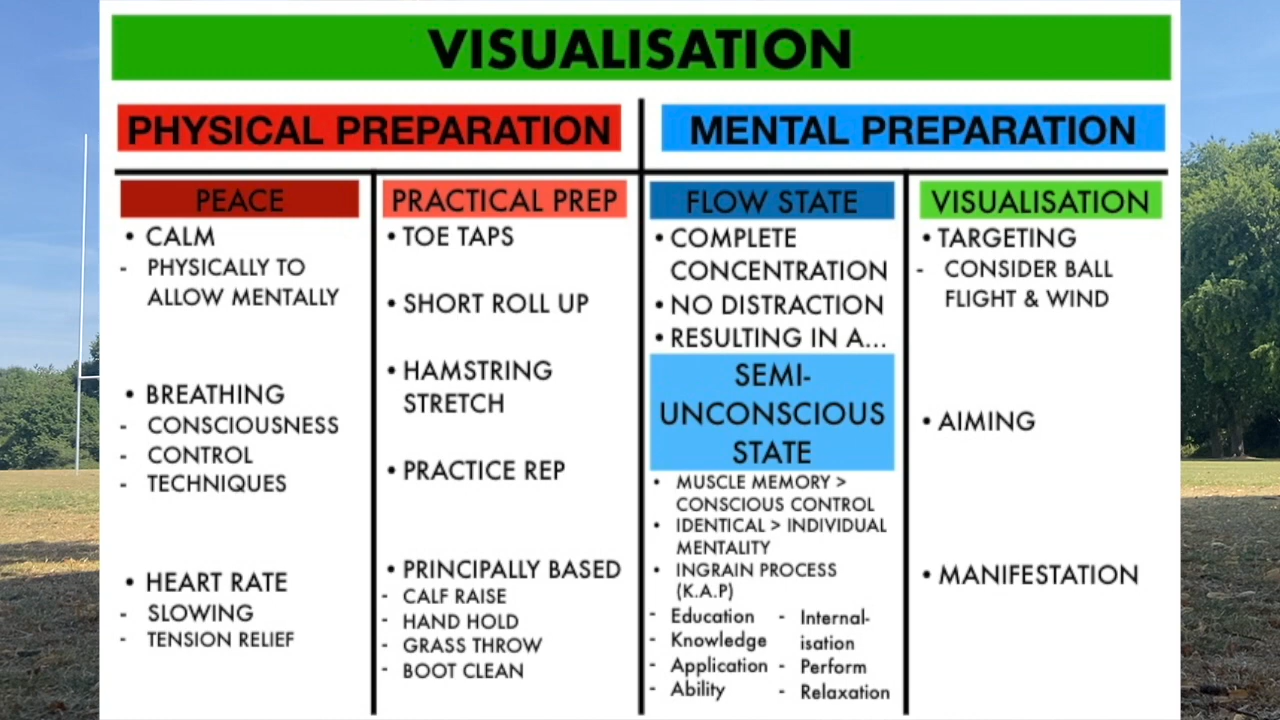 VISUALISATION
PHYSICAL PREPARATION
MENTAL PREPARATION
PEACE
• CALM
- PHYSICALLY TO
ALLOW MENTALLY
• BREATHING
- CONSCIOUSNESS
- CONTROL
- TECHNIQUES
• HEART RATE
- SLOWING
- TENSION RELIEF
PRACTICAL PREP
• TOE TAPS
• SHORT ROLL UP
• HAMSTRING
STRETCH
• PRACTICE REP
• PRINCIPALLY BASED
- CALF RAISE
- HAND HOLD
- GRASS THROW
- BOOT CLEAN
FLOW STATE
• COMPLETE
CONCENTRATION
• NO DISTRACTION
• RESULTING IN A...
SEMI-
UNCONSCIOUS
STATE
• MUSCLE MEMORY >
CONSCIOUS CONTROL
• IDENTICAL > INDIVIDUAL
MENTALITY
• INGRAIN PROCESS
(K.A.P)
- Education
- Knowledge
- Application
- Ability
- Internal-
isation
- Perform
- Relaxation
VISUALISATION
• TARGETING
- CONSIDER BALL
FLIGHT & WIND
• AIMING
• MANIFESTATION